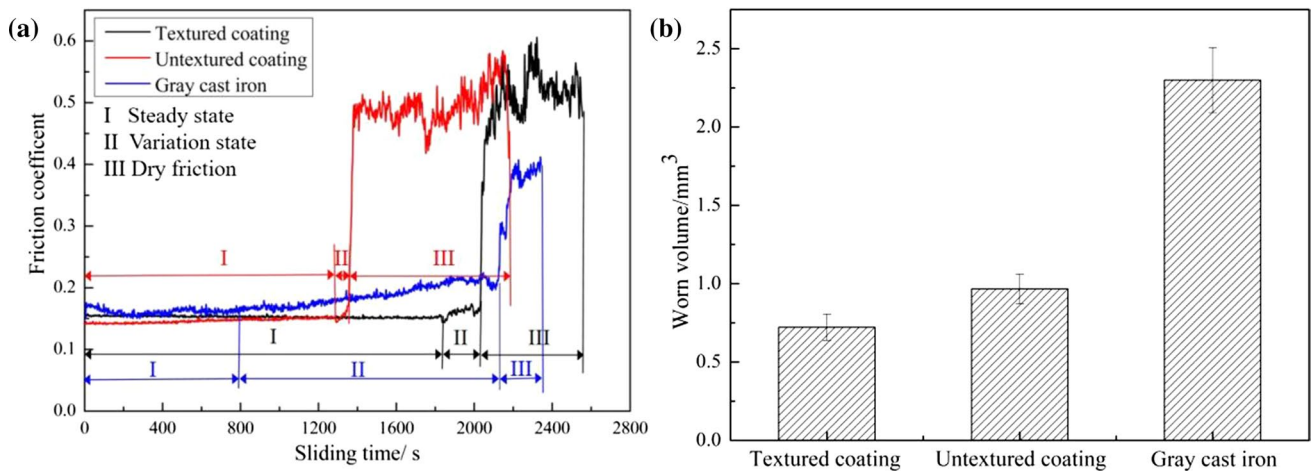 (a)
Friction coefficent
0.6
0.5
0.4
0.3
0.2
0.1
0.0
Textured coating
Untextured coating
Gray cast iron
I Steady state
II Variation state
III Dry friction
I II III
I II III
I II III
0 400 800 1200 1600 2000 2400 2800
Sliding time/ s
(b)
Worn volume/mm³
2.5
2.0
1.5
1.0
0.5
0.0
Textured coating Untextured coating Gray cast iron